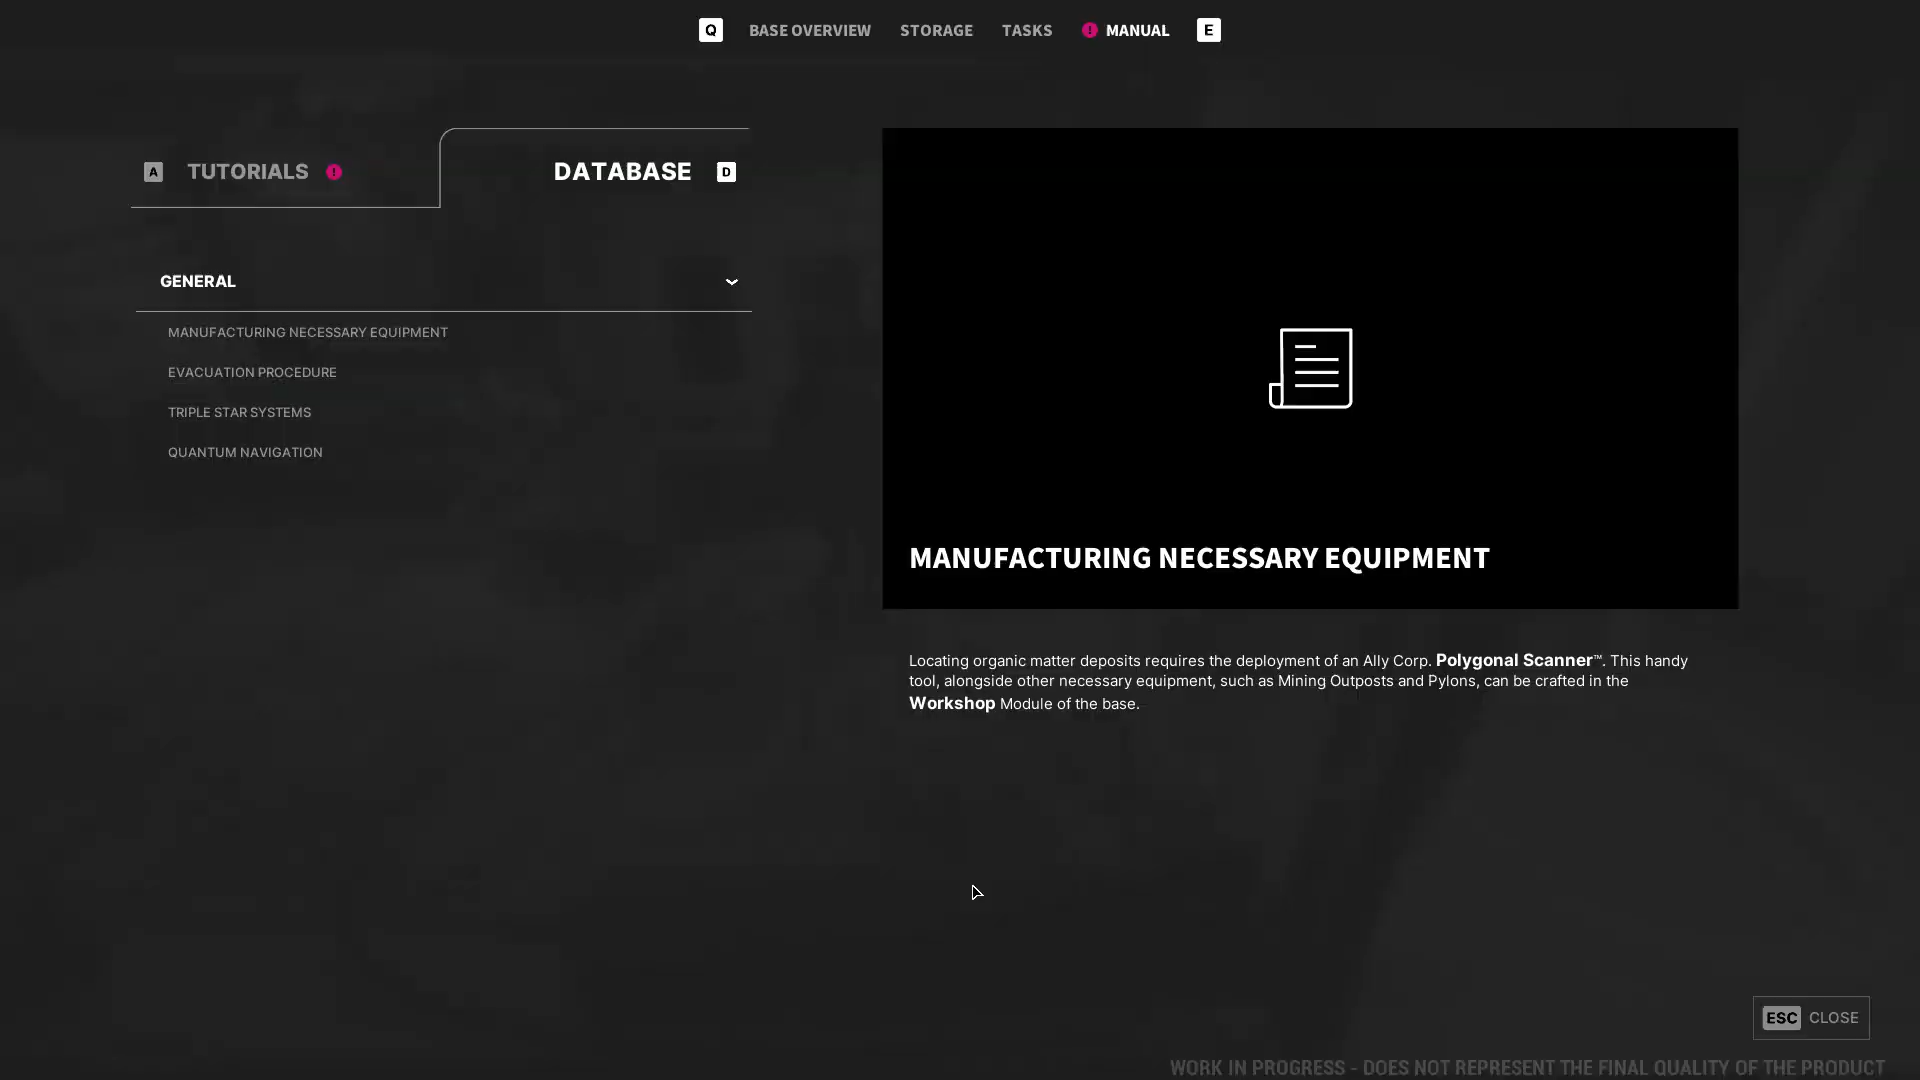 Q BASE OVERVIEW STORAGE TASKS ! MANUAL E
A TUTORIALS ! DATABASE D
GENERAL
MANUFACTURING NECESSARY EQUIPMENT
EVACUATION PROCEDURE
TRIPLE STAR SYSTEMS
QUANTUM NAVIGATION
MANUFACTURING NECESSARY EQUIPMENT
Locating organic matter deposits requires the deployment of an Ally Corp. Polygonal Scanner™. This handy
tool, alongside other necessary equipment, such as Mining Outposts and Pylons, can be crafted in the
Workshop Module of the base.
ESC CLOSE
WORK IN PROGRESS - DOES NOT REPRESENT THE FINAL QUALITY OF THE PRODUCT